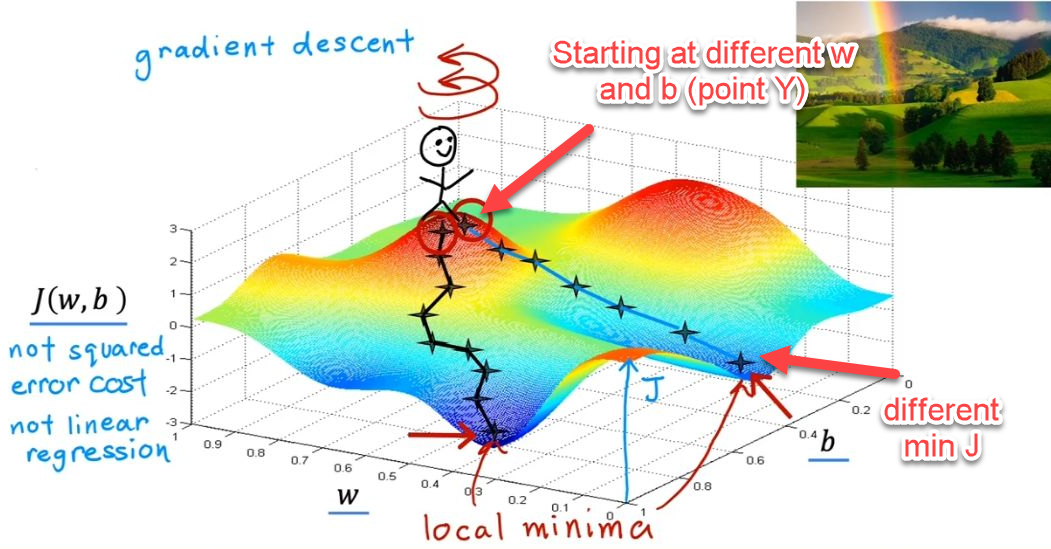 gradient descent
Starting at different w
and b (point Y)
3
2
1
0
-1
-2
-3
J(w, b)
not squared
error cost
not linear
regression
J
1
0.9
0.8
0.7
0.6
0.5
0.4
0.3
0.2
0.1
0
w
1
0.8
0.6
0.4
0.2
0
b
different
min J
local minima